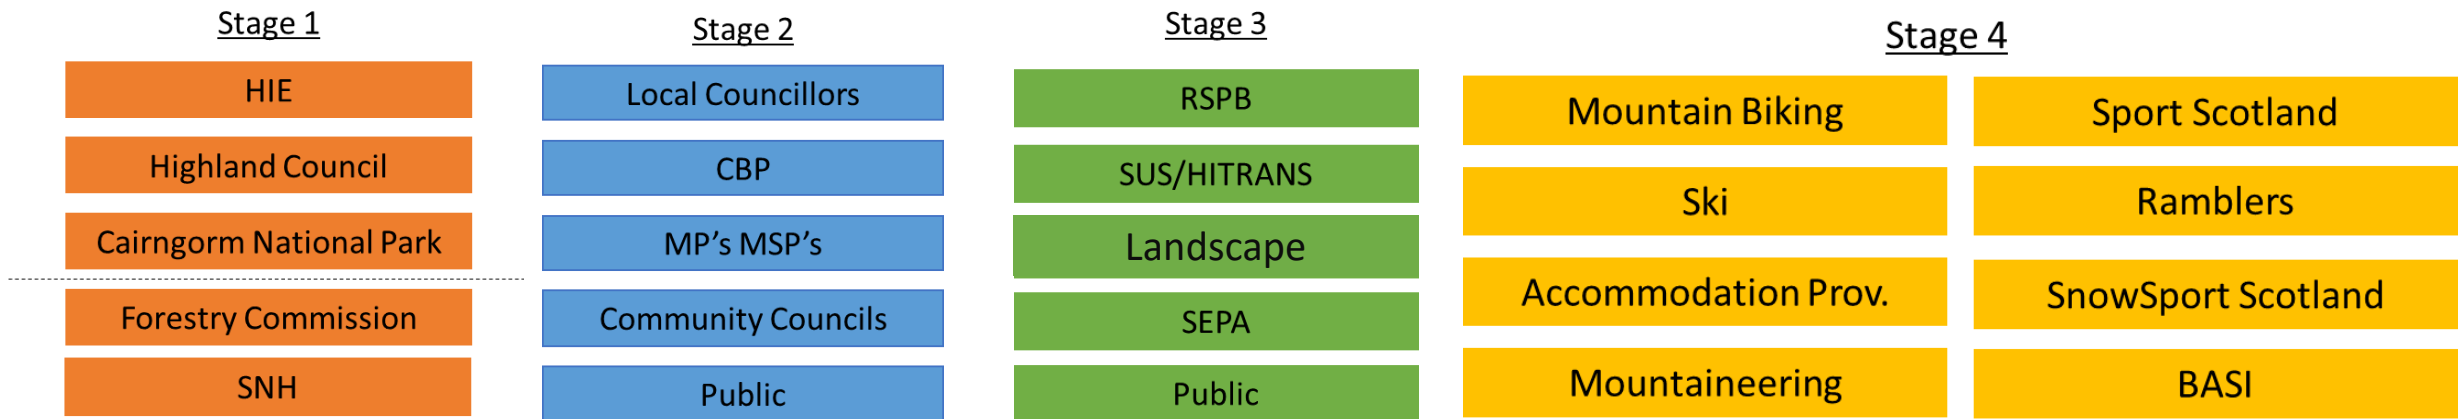 Stage 1
HIE
Highland Council
Cairngorm National Park
Forestry Commission
SNH
Stage 2
Local Councillors
CBP
MP’s MSP’s
Community Councils
Public
Stage 3
RSPB
SUS/HITRANS
Landscape
SEPA
Public
Stage 4
Mountain Biking
Ski
Accommodation Prov.
Mountaineering
Sport Scotland
Ramblers
SnowSport Scotland
BASI